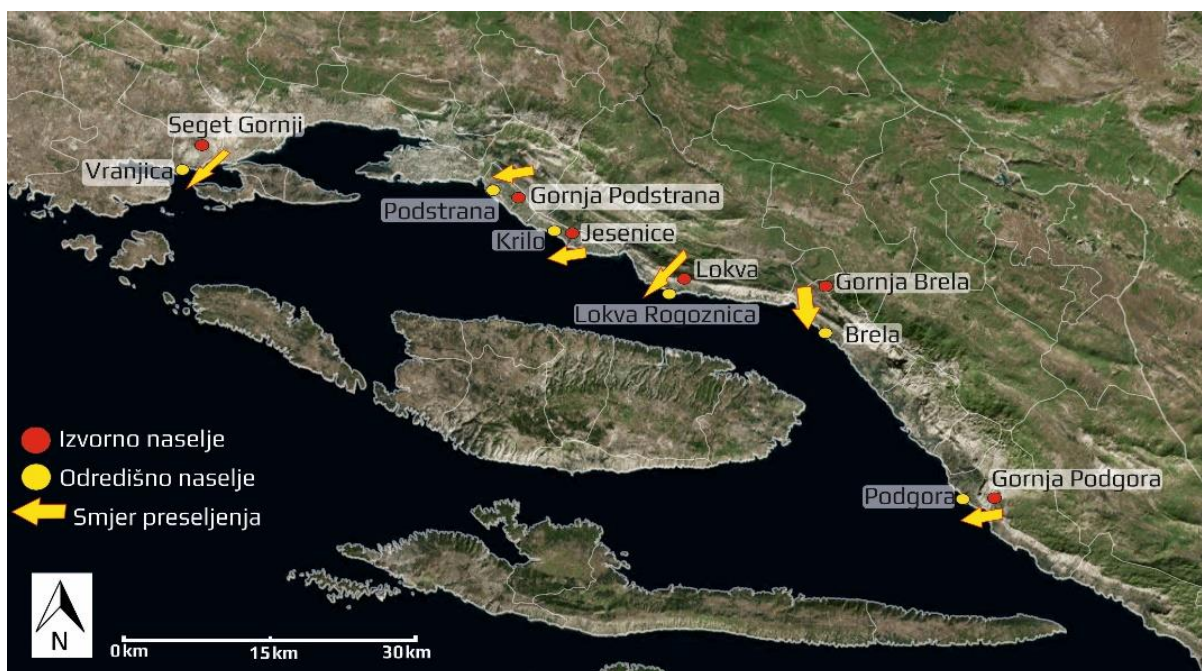 Seget Gornji
Vranjica
Gornja Podstrana
Podstrana
Krilo
Jesenice
Lokva
Lokva Rogoznica
Gornja Brela
Brela
Izvorno naselje
Odredišno naselje
Smjer preseljenja
Podgora
Gornja Podgora
N
0km
15km
30km